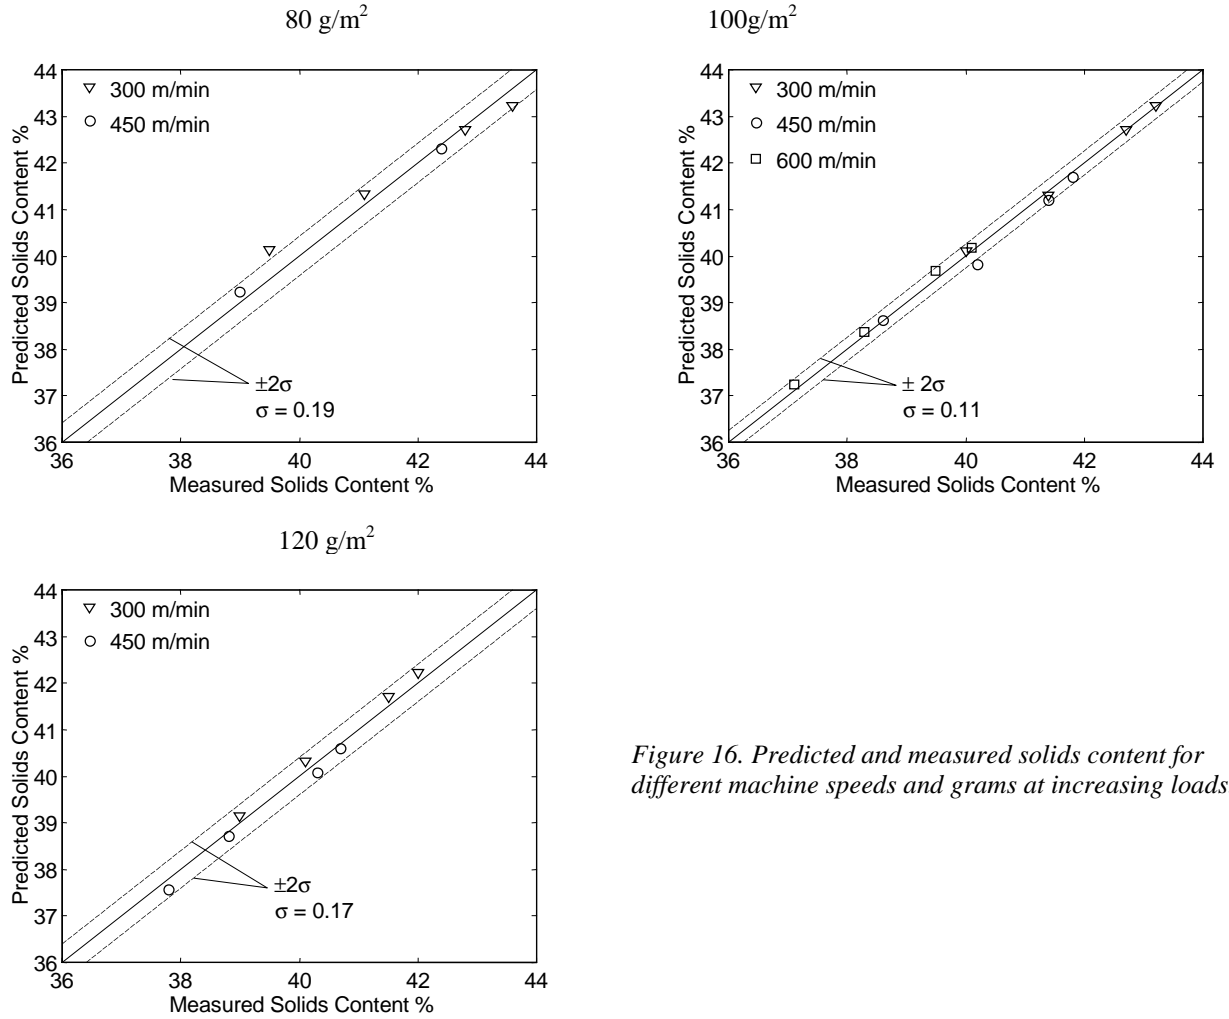 80 g/m²
44
43
42
41
40
39
38
37
36
Predicted Solids Content %
300 m/min
450 m/min
±2σ
σ = 0.19
36 38 40 42 44
Measured Solids Content %
100g/m²
44
43
42
41
40
39
38
37
36
Predicted Solids Content %
300 m/min
450 m/min
600 m/min
± 2σ
σ = 0.11
36 38 40 42 44
Measured Solids Content %
120 g/m²
44
43
42
41
40
39
38
37
36
Predicted Solids Content %
300 m/min
450 m/min
±2σ
σ = 0.17
36 38 40 42 44
Measured Solids Content %
Figure 16. Predicted and measured solids content for
different machine speeds and grams at increasing loads